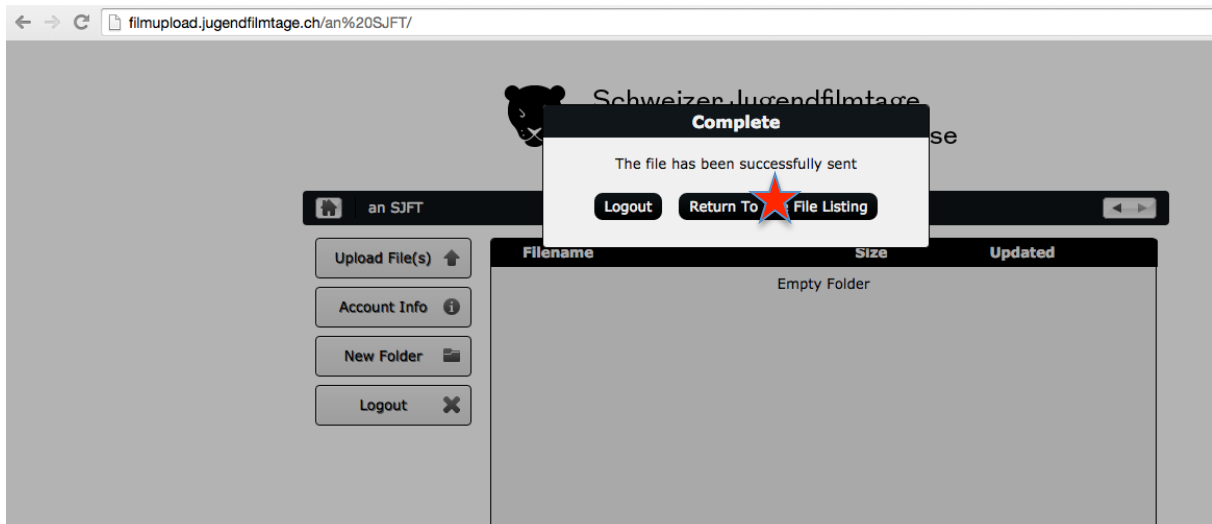 filmupload.jugendfilmtage.ch/an%20SJFT/
Schweizer Jugendfilmtage
se
Complete
The file has been successfully sent
Logout
Return To File Listing
an SJFT
Upload File(s)
Account Info
New Folder
Logout
Filename Size Updated
Empty Folder